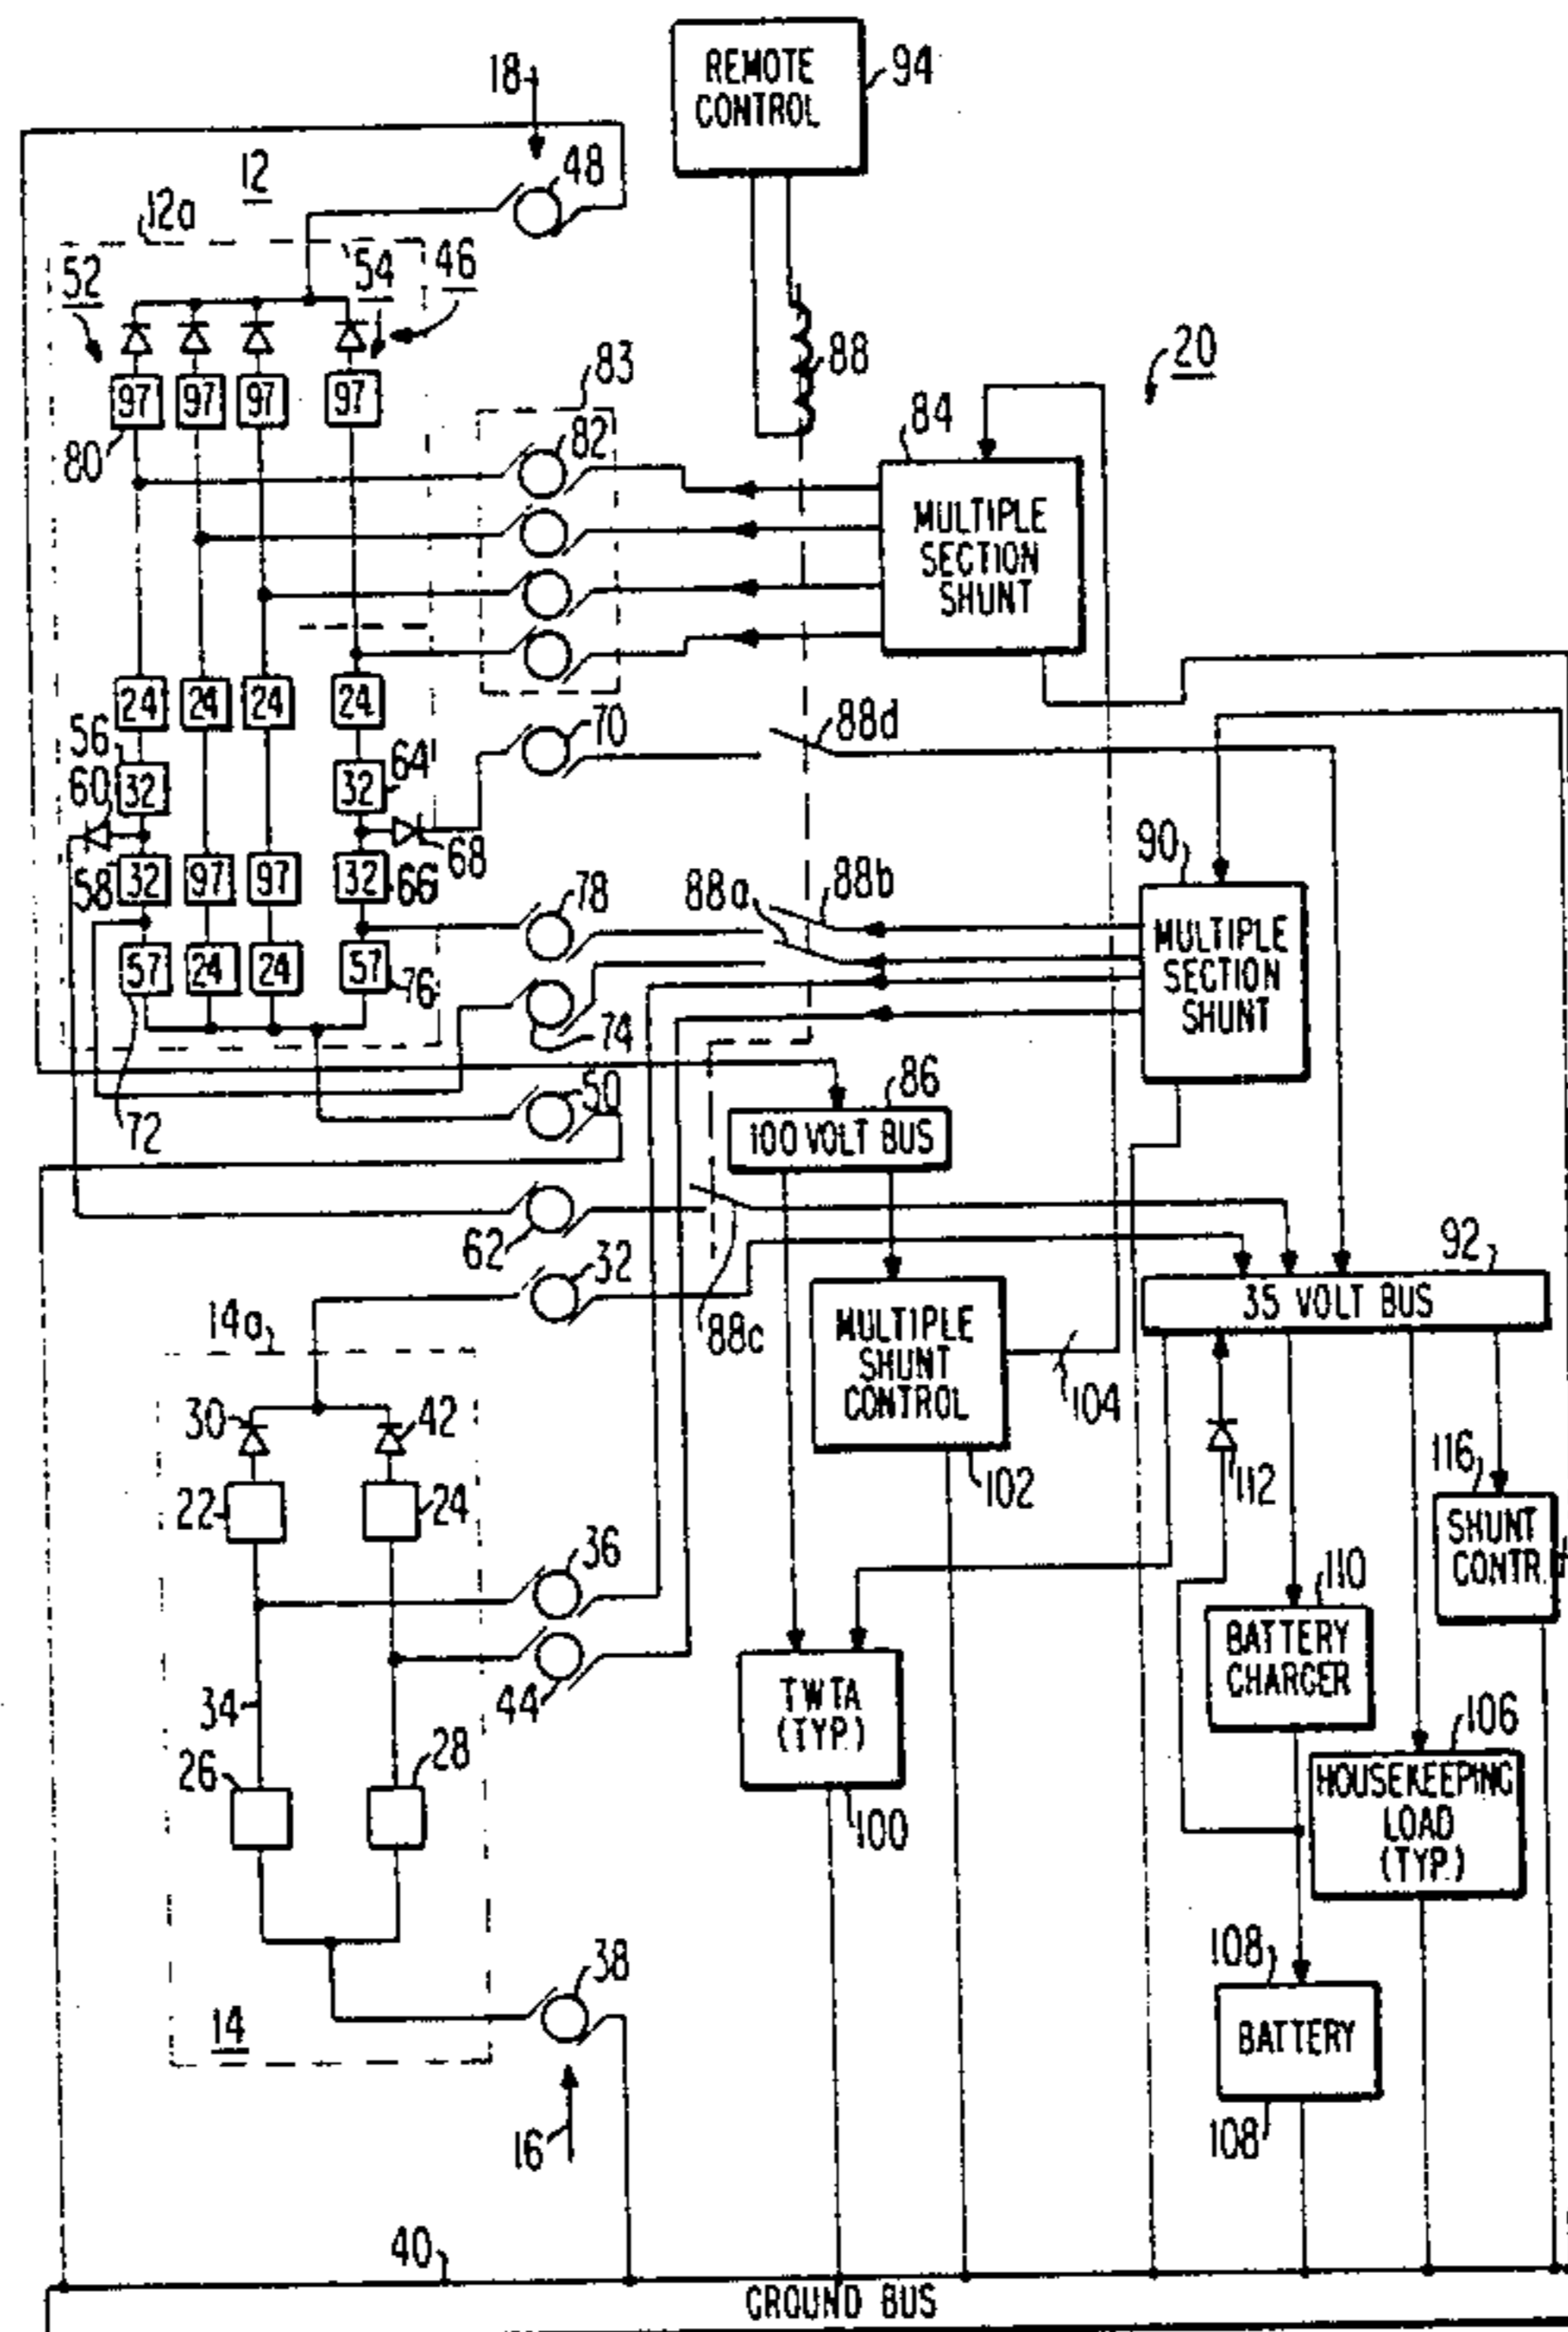 REMOTE
CONTROL
94
18
12
48
12a
52
54
46
97 97 97 97
80
83
82
88
20
84
MULTIPLE
SECTION
SHUNT
24 24 24 24
56
32
64
32
70
88d
60
68
58
32 97 97 32
66
78
88a
88b
90
MULTIPLE
SECTION
SHUNT
57 24 24 57
76
74
72
50
86
100 VOLT BUS
62
32
92
35 VOLT BUS
14a
88c
MULTIPLE
SHUNT
CONTROL
104
102
30
42
22
24
112
116
SHUNT
CONTR.
36
110
BATTERY
CHARGER
34
44
TWTA
(TYP.)
100
106
HOUSEKEEPING
LOAD
(TYP.)
26
28
108
BATTERY
108
38
14
16
40
GROUND BUS